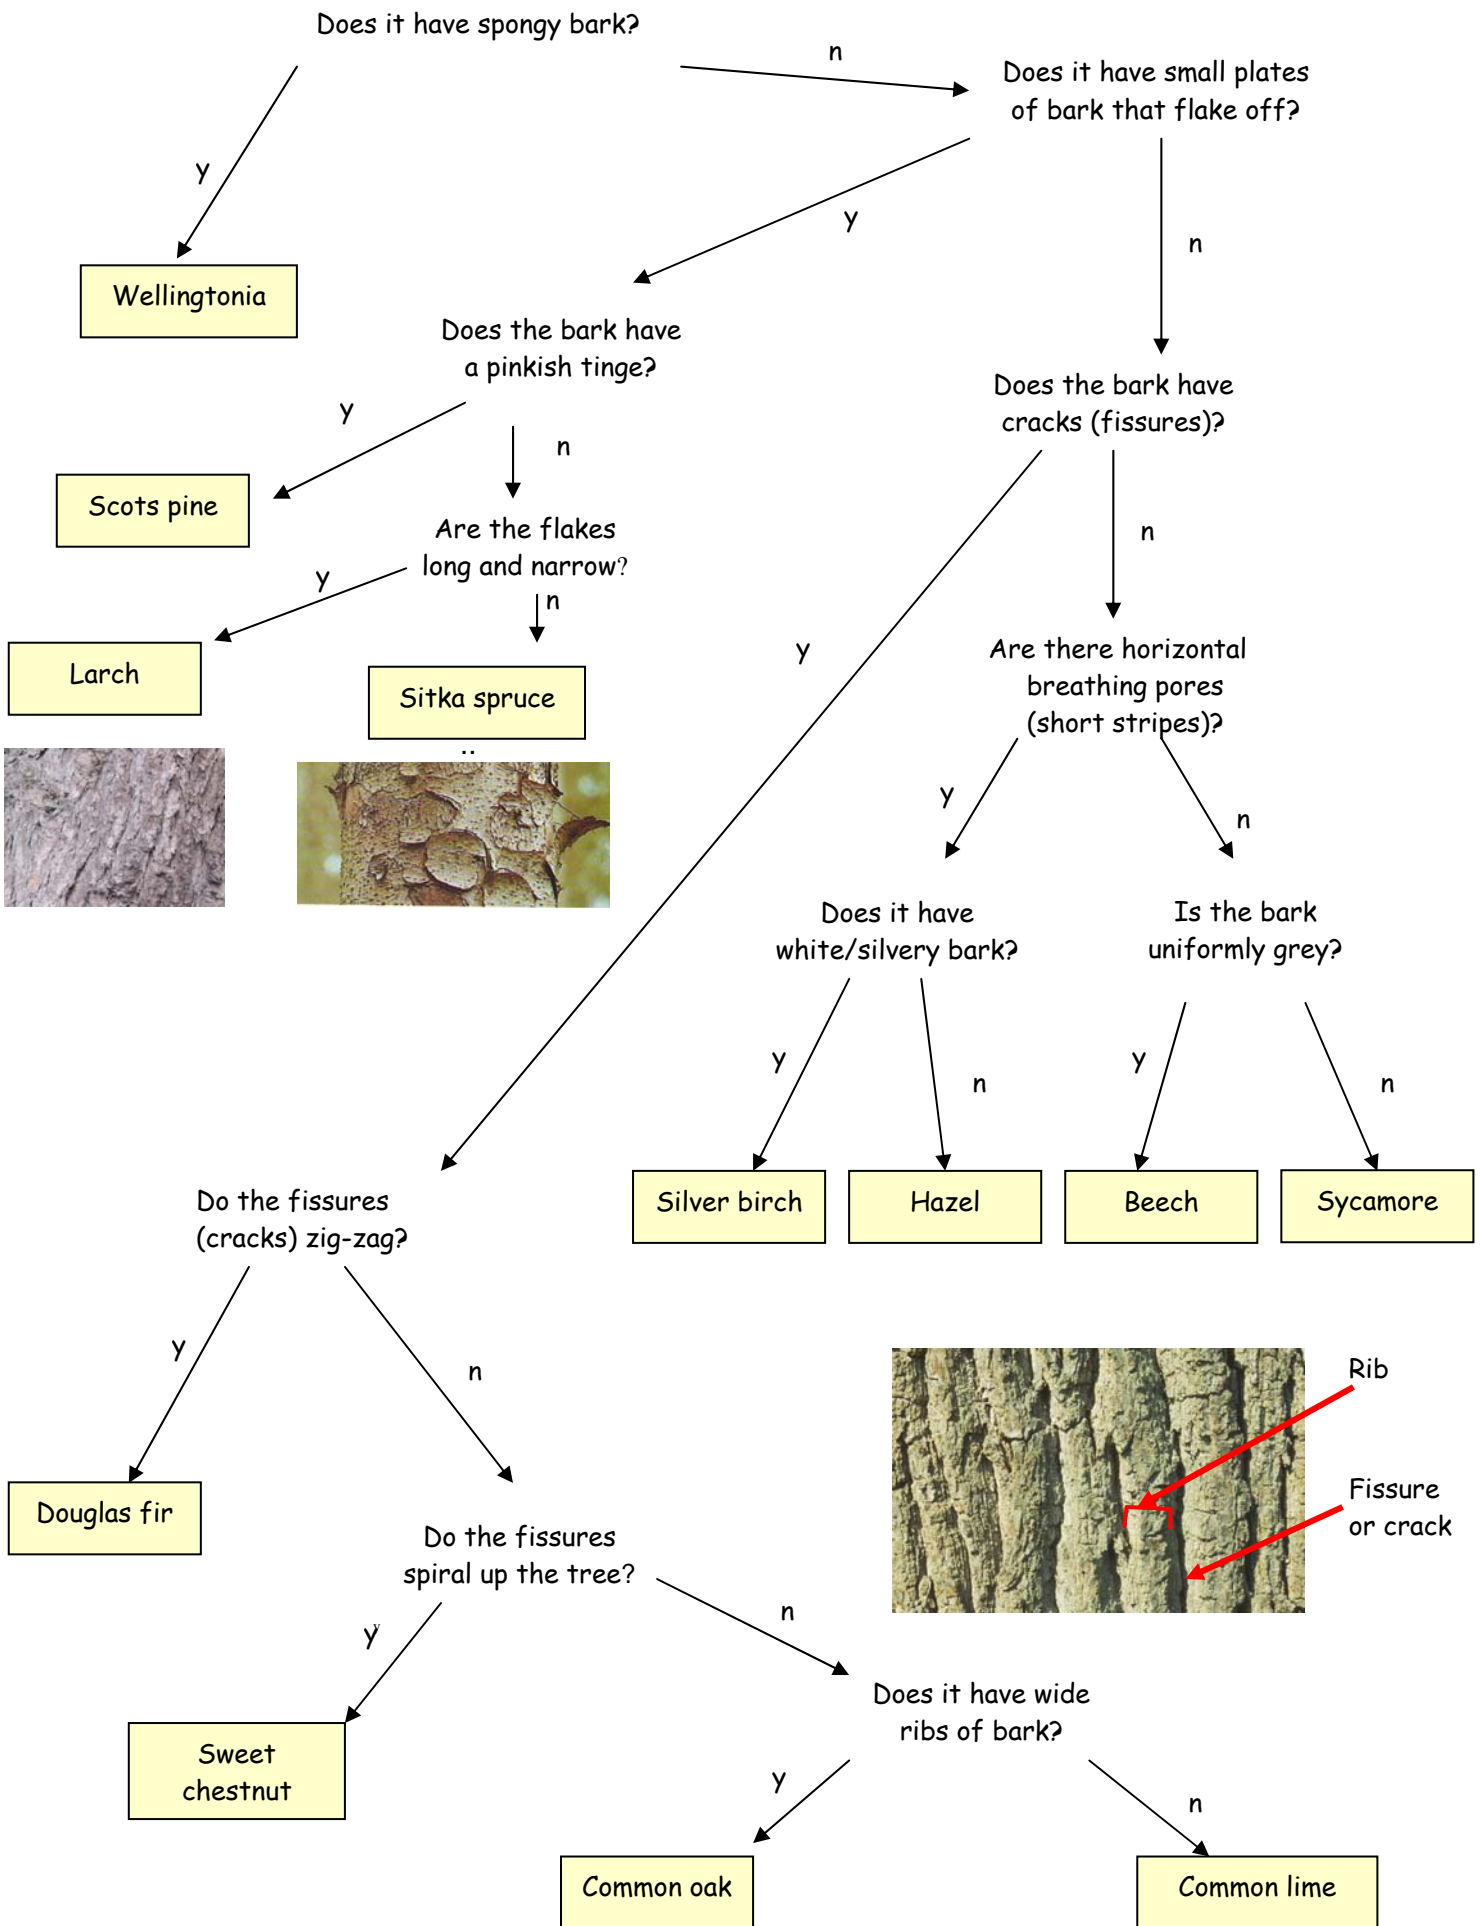 Does it have spongy bark?
n
Does it have small plates
of bark that flake off?
y
y
n
Wellingtonia
Does the bark have
a pinkish tinge?
Does the bark have
cracks (fissures)?
y
n
Scots pine
Are the flakes
long and narrow?
n
y
n
Larch
Sitka spruce
y
Are there horizontal
breathing pores
(short stripes)?
y
n
Does it have
white/silvery bark?
Is the bark
uniformly grey?
y
n
y
n
Silver birch
Hazel
Beech
Sycamore
Do the fissures
(cracks) zig-zag?
y
n
Rib
Fissure
or crack
Douglas fir
Do the fissures
spiral up the tree?
y
n
Does it have wide
ribs of bark?
Sweet
chestnut
y
n
Common oak
Common lime